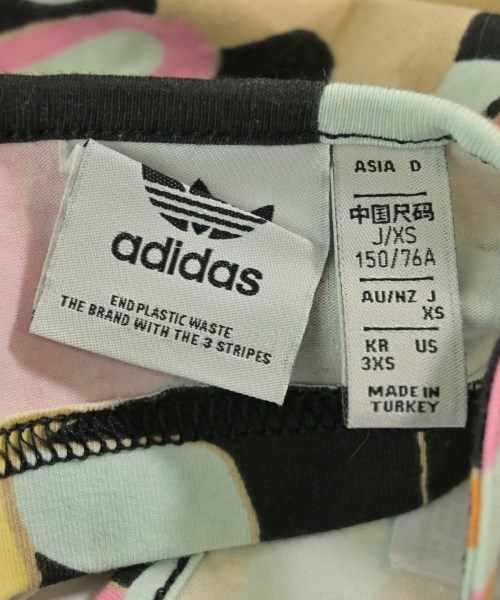 adidas
END PLASTIC WASTE
THE BRAND WITH THE 3 STRIPES
ASIA D
中国尺码
J/XS
150/76A
AU/NZ J
XS
KR US
3XS
MADE IN
TURKEY